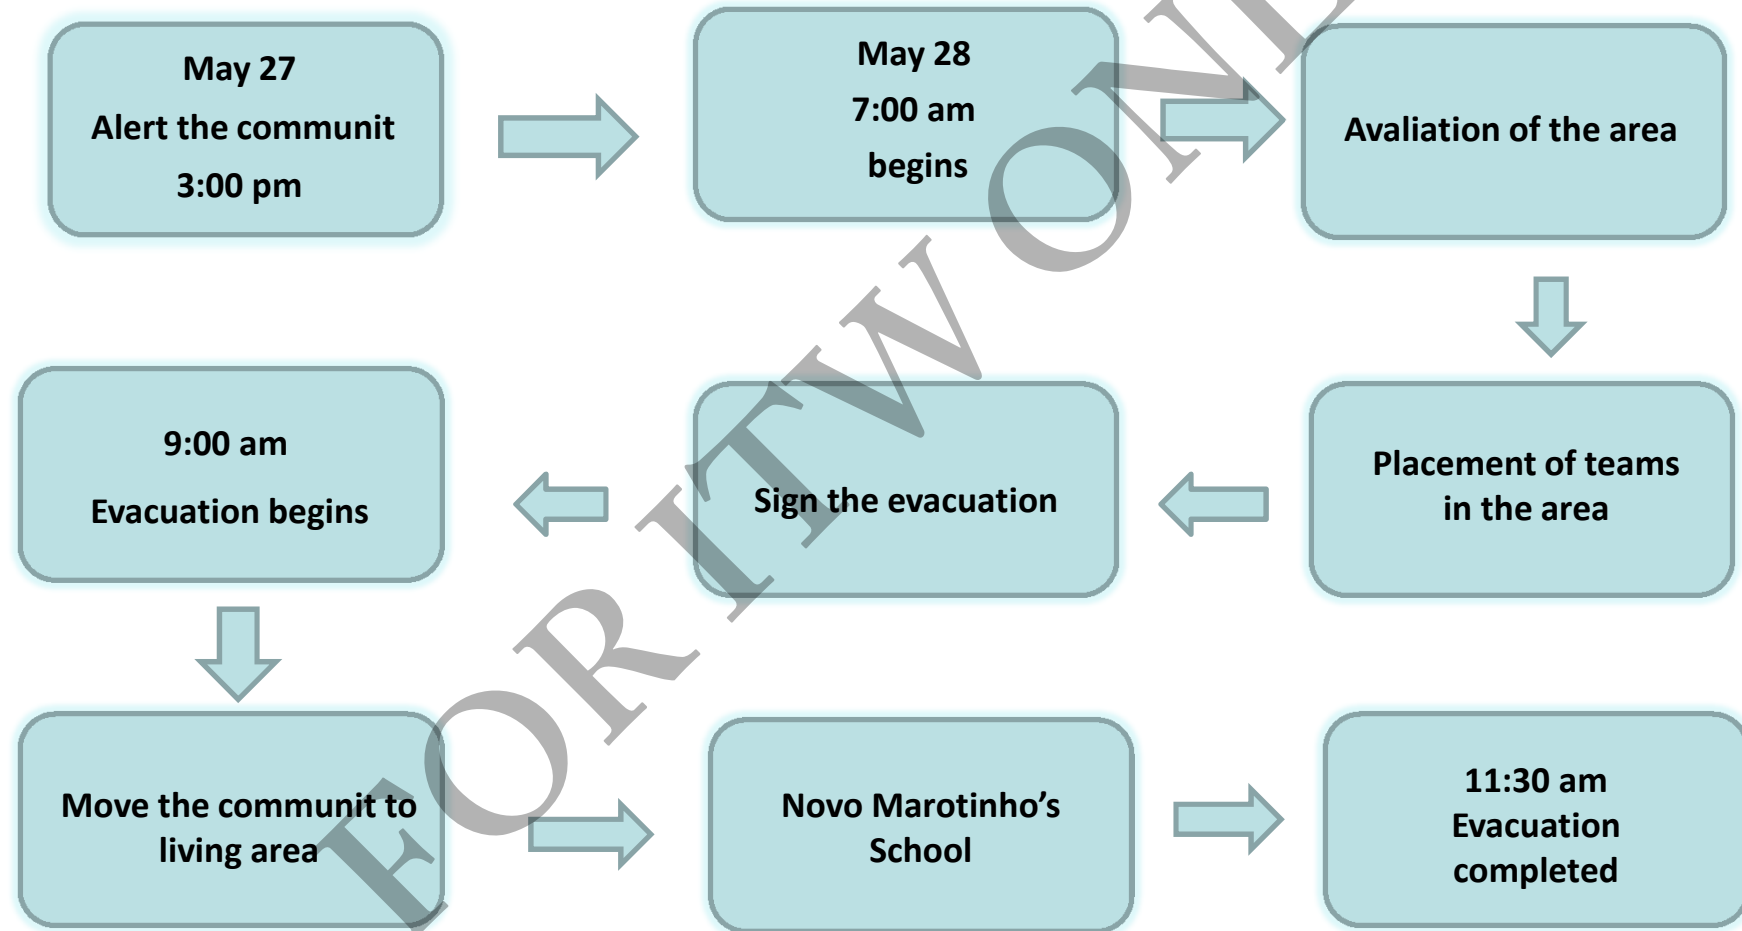 May 27
Alert the communit
3:00 pm
May 28
7:00 am
begins
Avaliation of the area
Placement of teams
in the area
Sign the evacuation
9:00 am
Evacuation begins
Move the communit to
living area
Novo Marotinho's
School
11:30 am
Evacuation
completed
FOR ITW ON